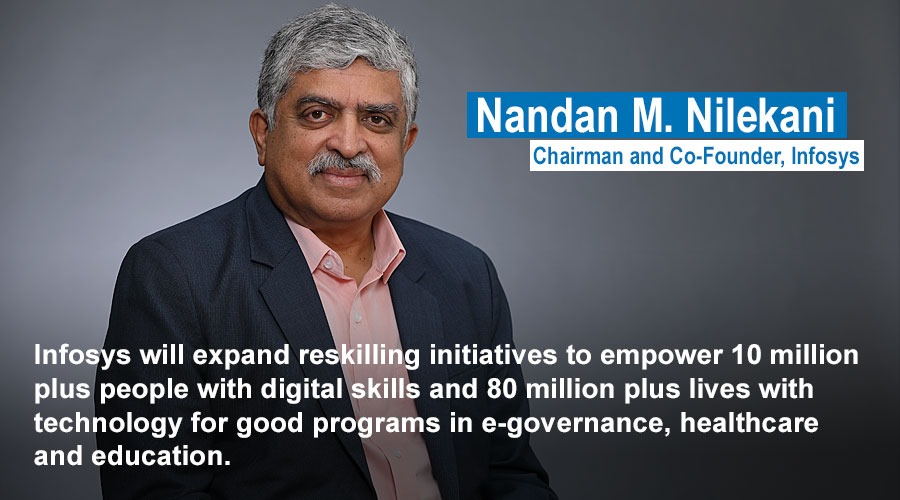 Nandan M. Nilekani
Chairman and Co-Founder, Infosys
Infosys will expand reskilling initiatives to empower 10 million
plus people with digital skills and 80 million plus lives with
technology for good programs in e-governance, healthcare
and education.